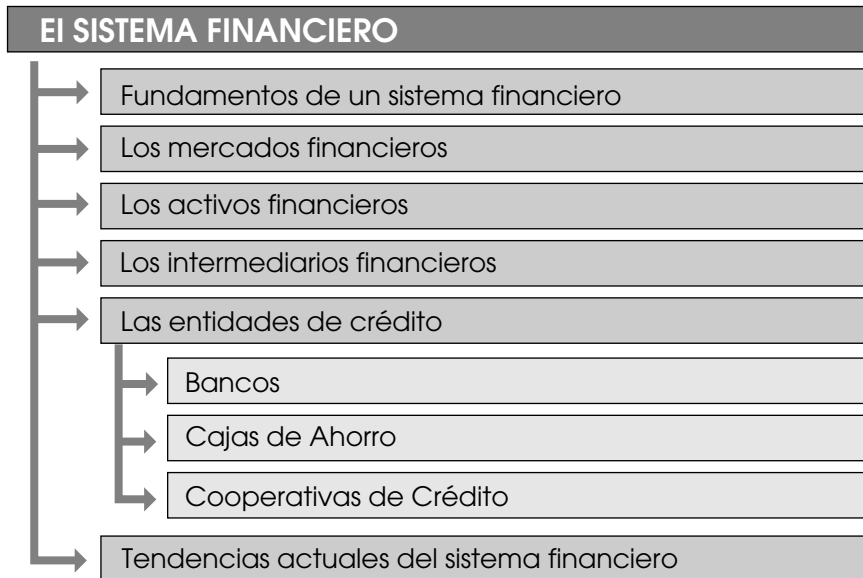 El SISTEMA FINANCIERO
Fundamentos de un sistema financiero
Los mercados financieros
Los activos financieros
Los intermediarios financieros
Las entidades de crédito
Bancos
Cajas de Ahorro
Cooperativas de Crédito
Tendencias actuales del sistema financiero